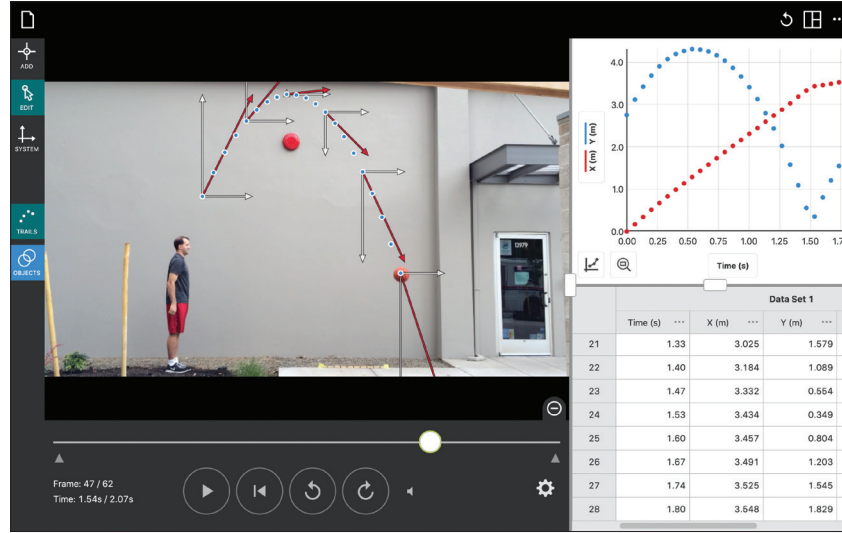 ADD
EDIT
SYSTEM
TRAILS
OBJECTS
13979
Frame: 47 / 62
Time: 1.54s / 2.07s
X (m) Y (m)
4.0
3.0
2.0
1.0
0.0
0.00 0.25 0.50 0.75 1.00 1.25 1.50 1.7
Time (s)
Data Set 1
Time (s) ... X (m) ... Y (m) ...
21 1.33 3.025 1.579
22 1.40 3.184 1.089
23 1.47 3.332 0.554
24 1.53 3.434 0.349
25 1.60 3.457 0.804
26 1.67 3.491 1.203
27 1.74 3.525 1.545
28 1.80 3.548 1.829